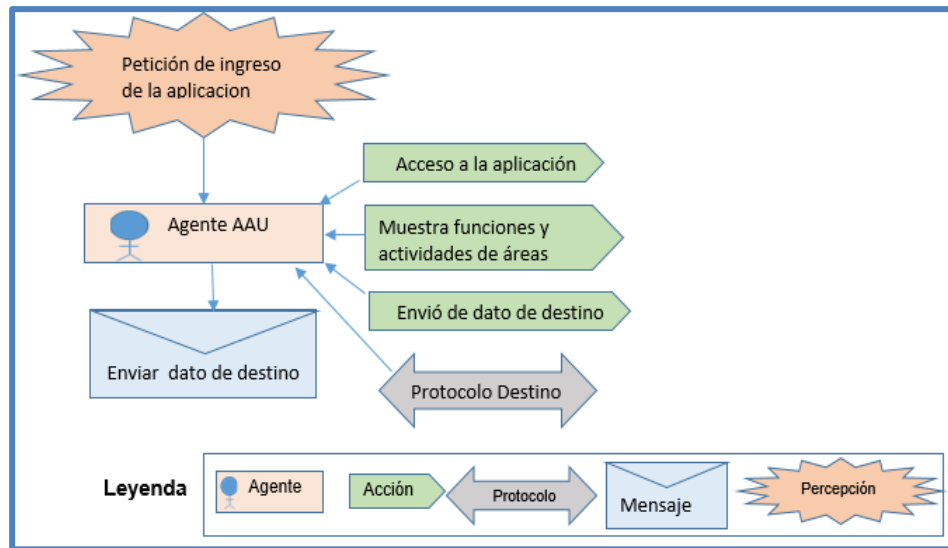 Petición de ingreso
de la aplicacion
Acceso a la aplicación
Agente AAU
Muestra funciones y
actividades de áreas
Envió de dato de destino
Enviar dato de destino
Protocolo Destino
Leyenda
Agente
Acción
Protocolo
Mensaje
Percepción